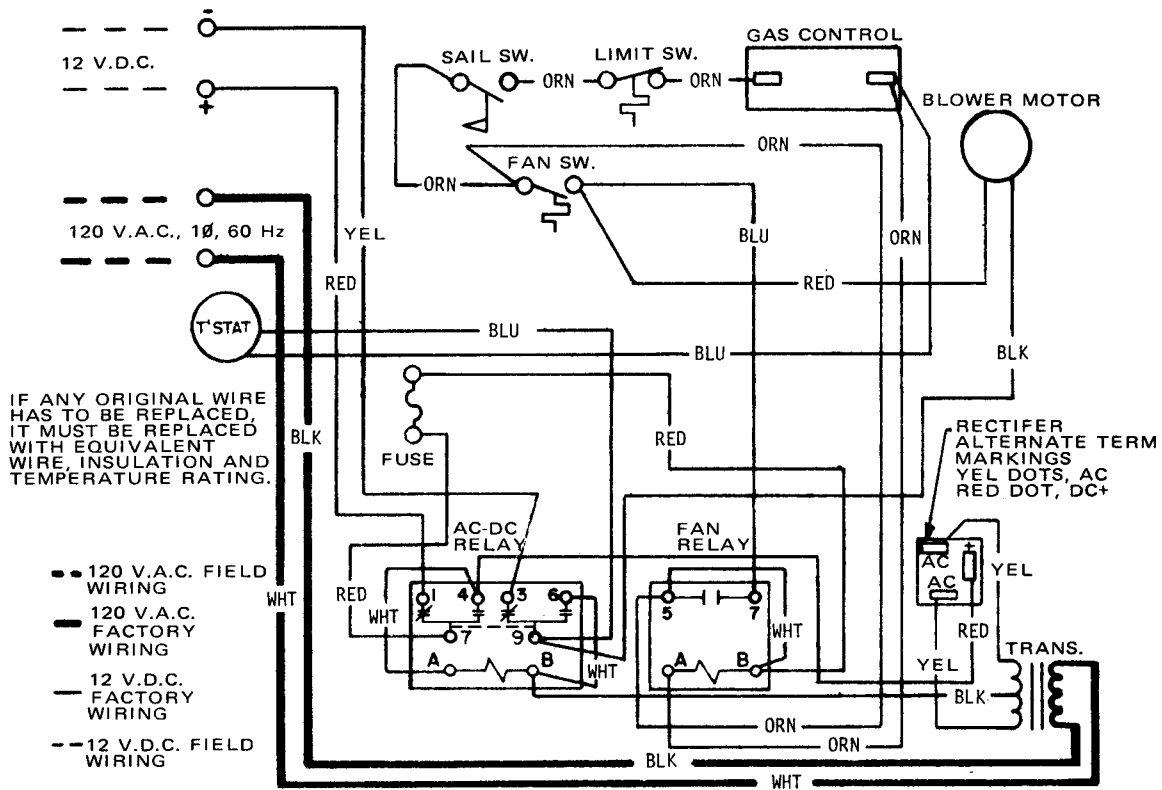 -
12 V.D.C.
+
120 V.A.C., 1Ø, 60 Hz
T'STAT
SAIL SW.
LIMIT SW.
GAS CONTROL
BLOWER MOTOR
ORN
ORN
ORN
FAN SW.
ORN
YEL
BLU
ORN
RED
RED
BLU
BLU
BLK
IF ANY ORIGINAL WIRE
HAS TO BE REPLACED,
IT MUST BE REPLACED
WITH EQUIVALENT
WIRE, INSULATION AND
TEMPERATURE RATING.
BLK
FUSE
RED
RECTIFER
ALTERNATE TERM
MARKINGS
YEL DOTS, AC
RED DOT, DC+
AC-DC
RELAY
FAN
RELAY
AC
+
AC
YEL
RED
YEL
RED
WHT
1
4
3
6
7
9
A
B
WHT
5
7
A
B
WHT
WHT
TRANS.
BLK
ORN
ORN
BLK
WHT
120 V.A.C. FIELD
WIRING
120 V.A.C.
FACTORY
WIRING
12 V.D.C.
FACTORY
WIRING
12 V.D.C. FIELD
WIRING